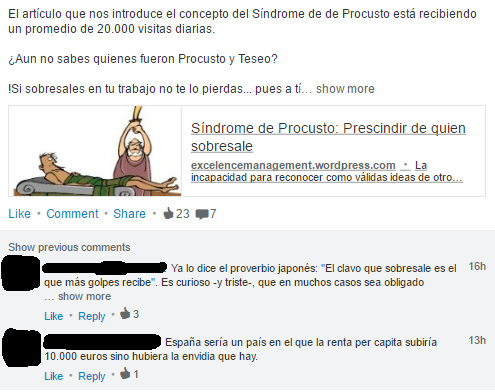 El artículo que nos introduce el concepto del Síndrome de de Procusto está recibiendo
un promedio de 20.000 visitas diarias.
¿Aun no sabes quienes fueron Procusto y Teseo?
!Si sobresales en tu trabajo no te lo pierdas... pues a tí… show more
Síndrome de Procusto: Prescindir de quien
sobresale
excelencemanagement.wordpress.com • La
incapacidad para reconocer como válidas ideas de otro…
Like • Comment • Share • 23 7
Show previous comments
Ya lo dice el proverbio japonés: "El clavo que sobresale es el 16h
que más golpes recibe". Es curioso -y triste-, que en muchos casos sea obligado
… show more
Like • Reply • 3
España sería un país en el que la renta per capita subiría 13h
10.000 euros sino hubiera la envidia que hay.
Like • Reply • 1